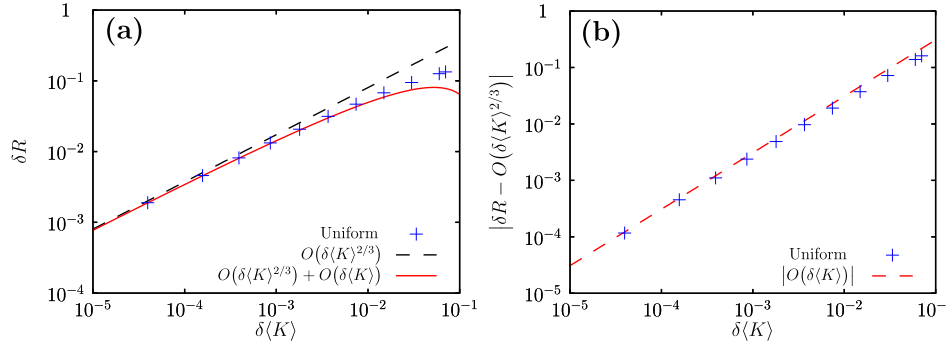 (a)
1
10⁻¹
10⁻²
10⁻³
10⁻⁴
δR
Uniform
O(δ⟨K⟩^{2/3})
O(δ⟨K⟩^{2/3}) + O(δ⟨K⟩)
10⁻⁵ 10⁻⁴ 10⁻³ 10⁻² 10⁻¹
δ⟨K⟩
(b)
1
10⁻¹
10⁻²
10⁻³
10⁻⁴
10⁻⁵
|δR − O(δ⟨K⟩^{2/3})|
Uniform
|O(δ⟨K⟩)|
10⁻⁵ 10⁻⁴ 10⁻³ 10⁻² 10⁻
δ⟨K⟩